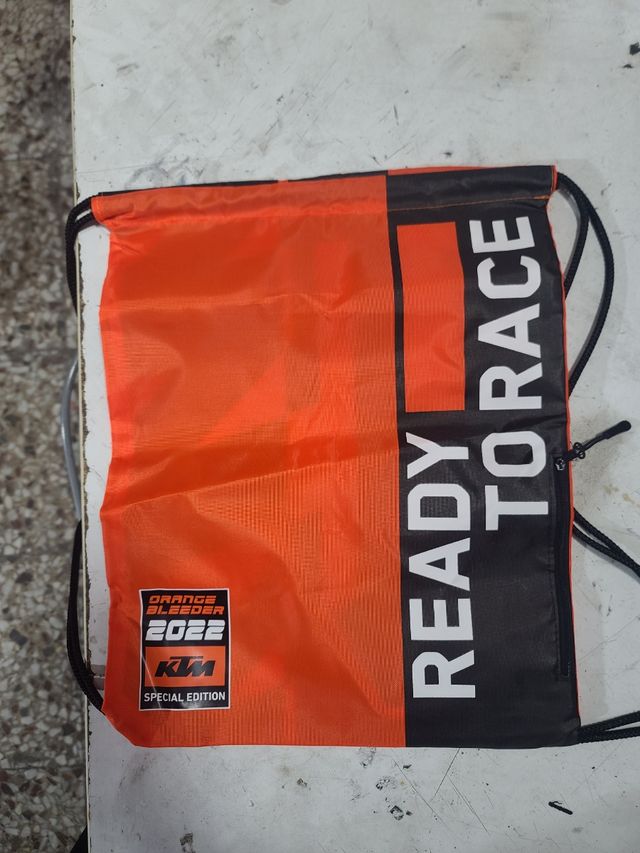 READY
TO RACE
ORANGE
BLEEDER
2022
KTM
SPECIAL EDITION